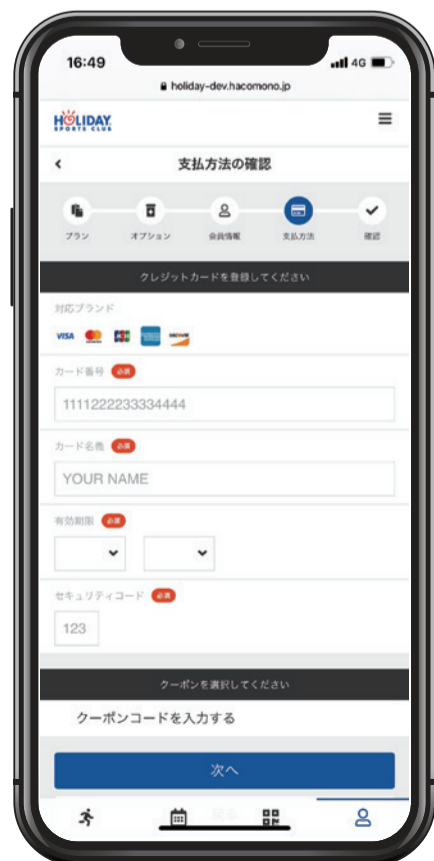 16:49
4G
holiday-dev.hacomono.jp
HOLIDAY
SPORTS CLUB
支払方法の確認
プラン
オプション
会員情報
支払方法
確認
クレジットカードを登録してください
対応ブランド
VISA
カード番号 必須
1111222233334444
カード名義 必須
YOUR NAME
有効期限 必須
セキュリティコード 必須
123
クーポンを選択してください
クーポンコードを入力する
次へ